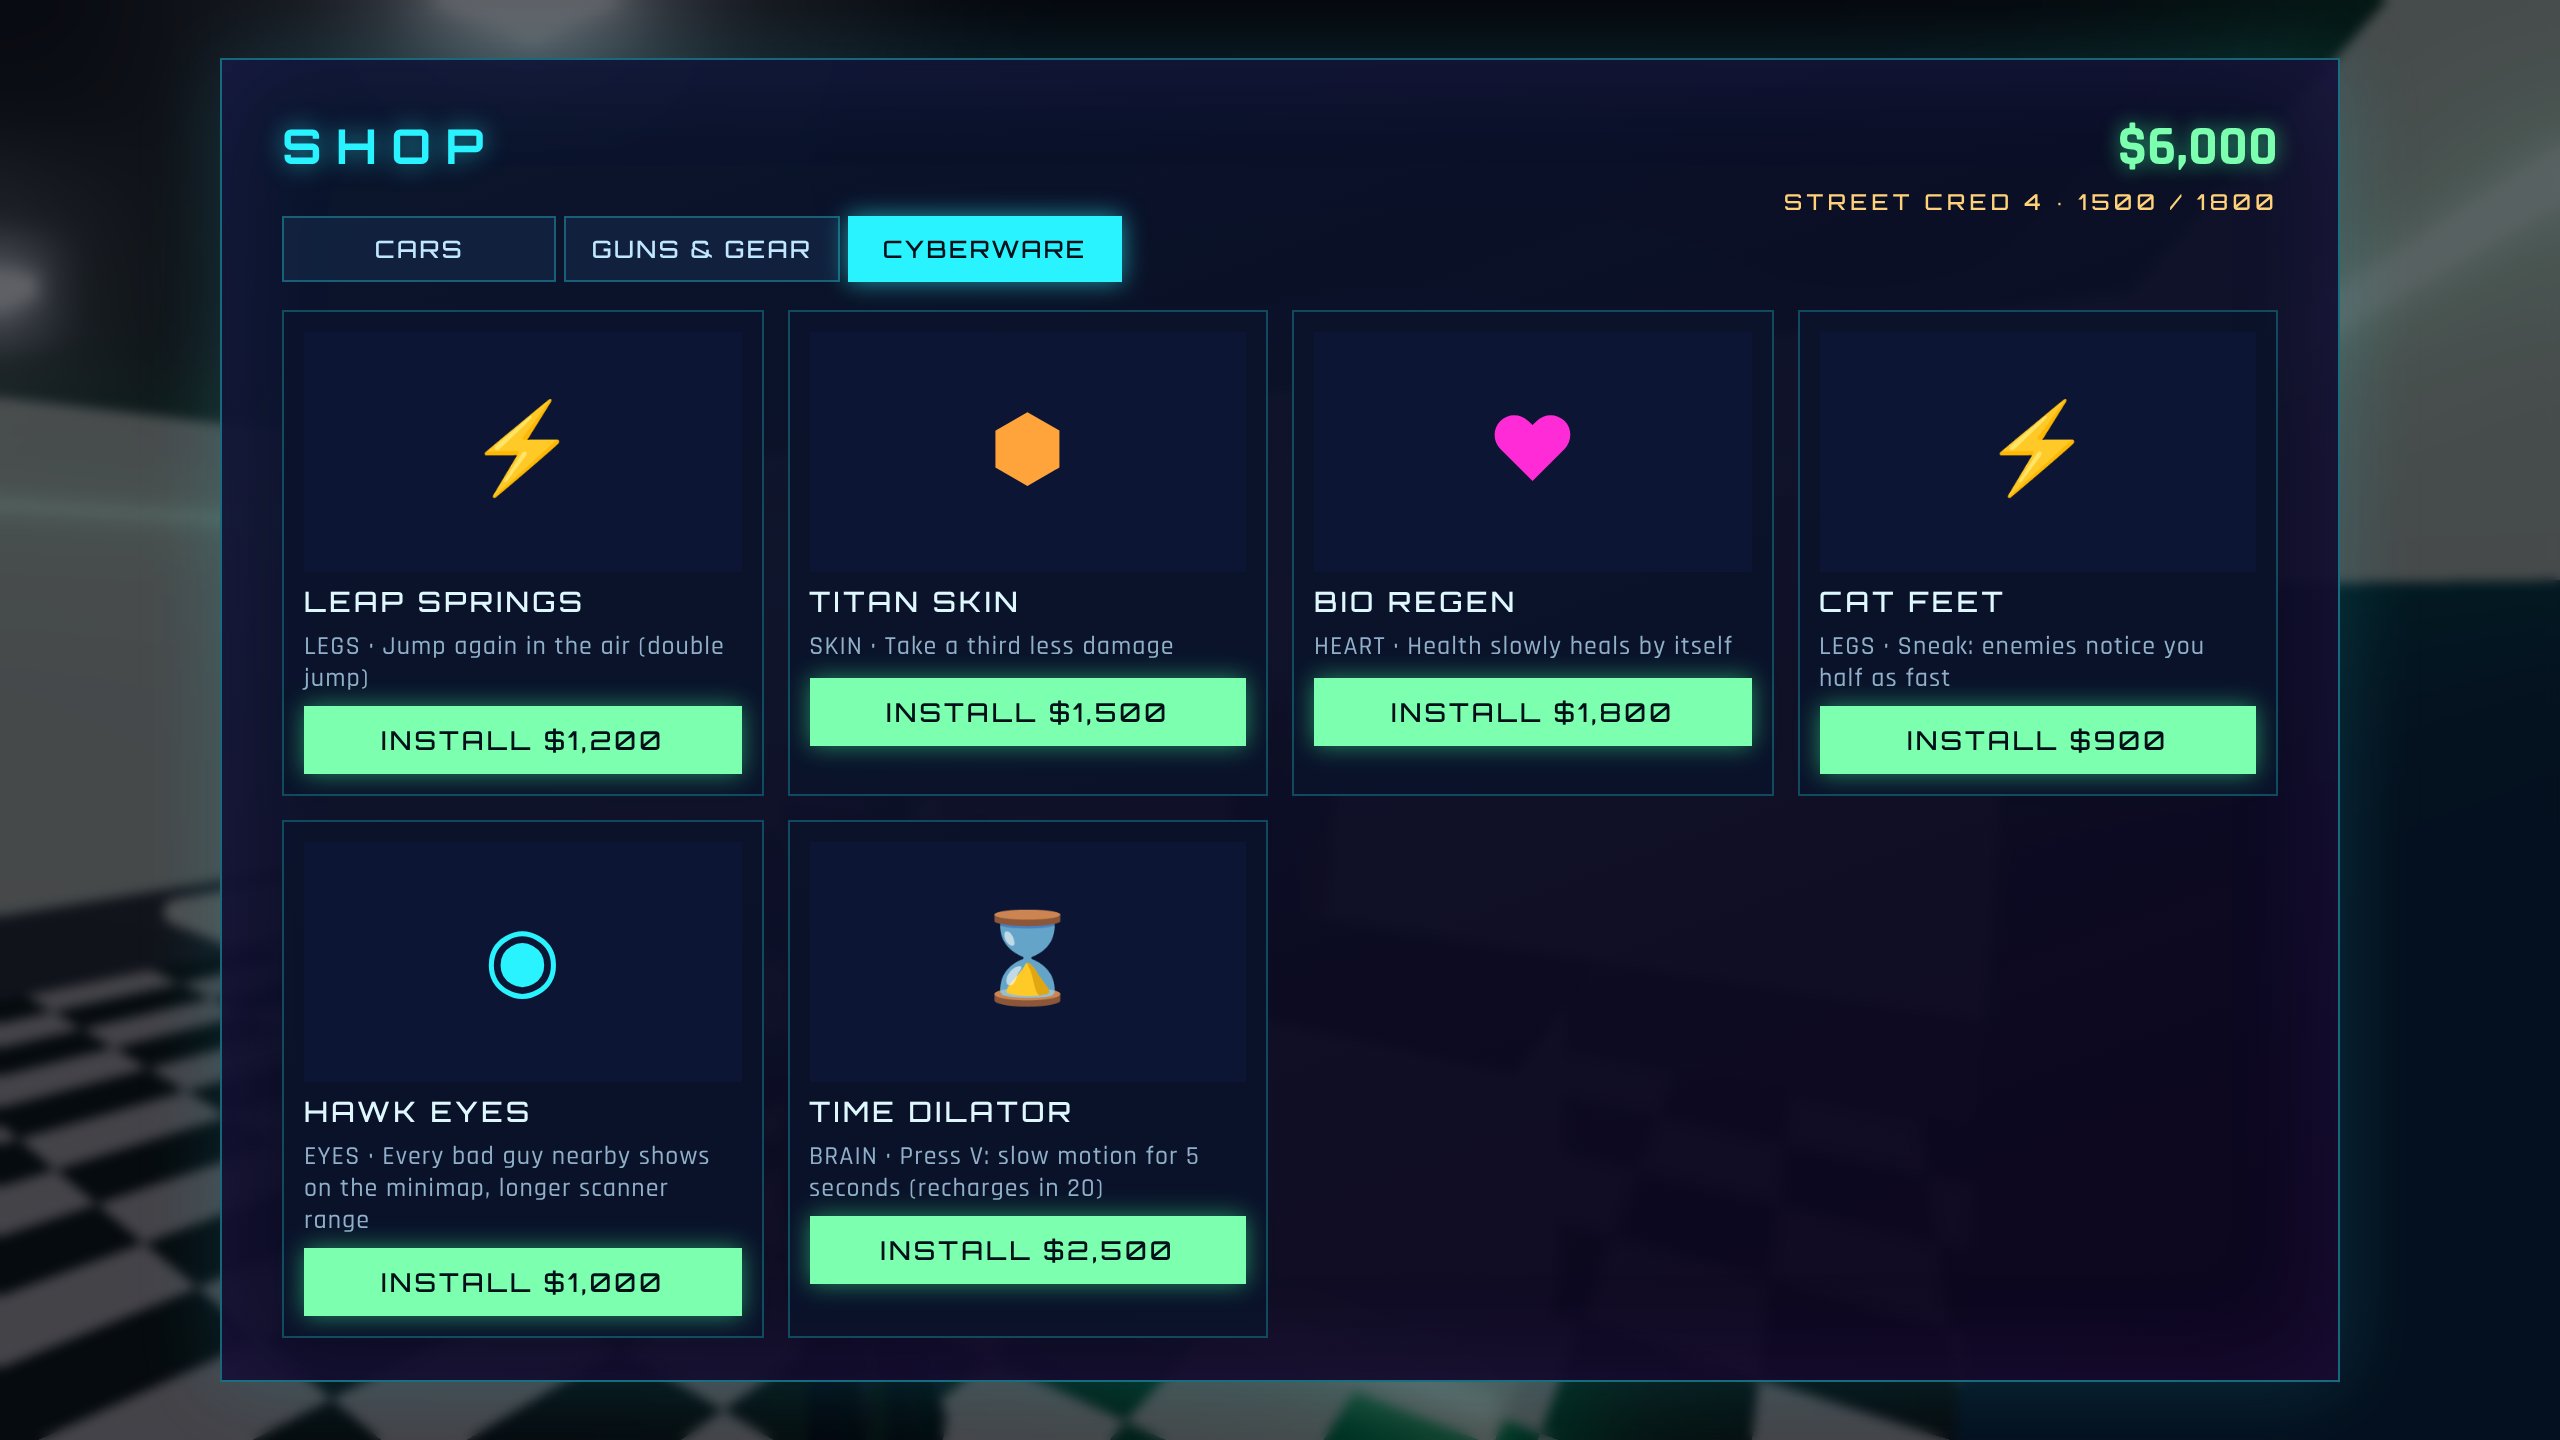 SHOP
$6,000
STREET CRED 4 · 1500 / 1800
CARS
GUNS & GEAR
CYBERWARE
LEAP SPRINGS
LEGS · Jump again in the air (double
jump)
INSTALL $1,200
TITAN SKIN
SKIN · Take a third less damage
INSTALL $1,500
BIO REGEN
HEART · Health slowly heals by itself
INSTALL $1,800
CAT FEET
LEGS · Sneak: enemies notice you
half as fast
INSTALL $900
HAWK EYES
EYES · Every bad guy nearby shows
on the minimap, longer scanner
range
INSTALL $1,000
TIME DILATOR
BRAIN · Press V: slow motion for 5
seconds (recharges in 20)
INSTALL $2,500